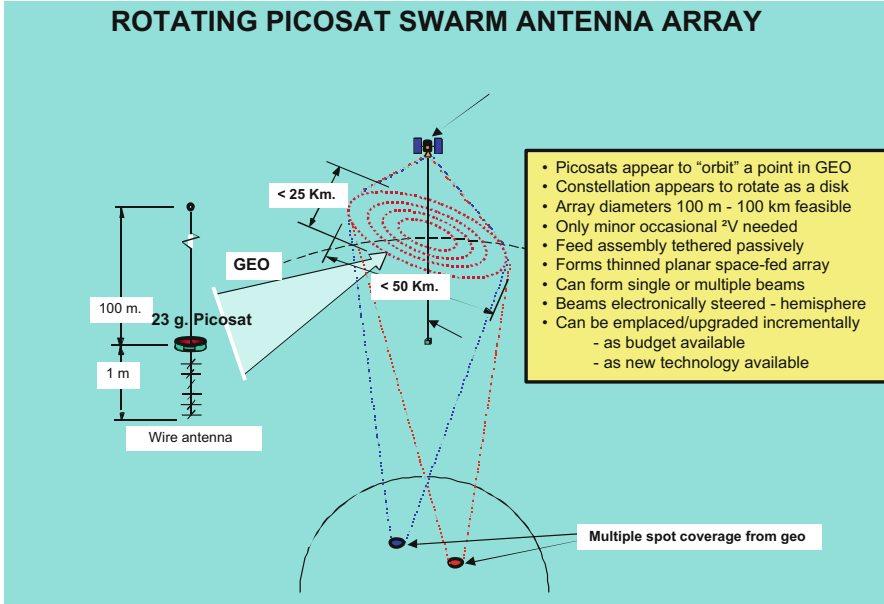 ROTATING PICOSAT SWARM ANTENNA ARRAY
• Picosats appear to “orbit” a point in GEO
• Constellation appears to rotate as a disk
• Array diameters 100 m - 100 km feasible
• Only minor occasional ²V needed
• Feed assembly tethered passively
• Forms thinned planar space-fed array
• Can form single or multiple beams
• Beams electronically steered - hemisphere
• Can be emplaced/upgraded incrementally
- as budget available
- as new technology available
< 25 Km.
GEO
< 50 Km.
100 m.
23 g. Picosat
1 m
Wire antenna
Multiple spot coverage from geo